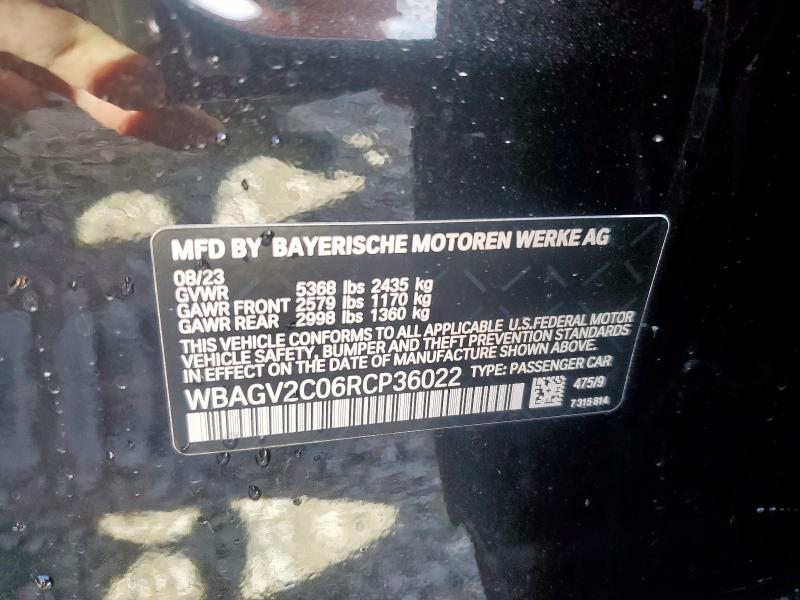 MFD BY BAYERISCHE MOTOREN WERKE AG
08/23
GVWR 5368 lbs 2435 kg
GAWR FRONT 2579 lbs 1170 kg
GAWR REAR 2998 lbs 1360 kg
THIS VEHICLE CONFORMS TO ALL APPLICABLE U.S.FEDERAL MOTOR
VEHICLE SAFETY, BUMPER AND THEFT PREVENTION STANDARDS
IN EFFECT ON THE DATE OF MANUFACTURE SHOWN ABOVE.
WBAGV2C06RCP36022 TYPE: PASSENGER CAR
475/9
7315814